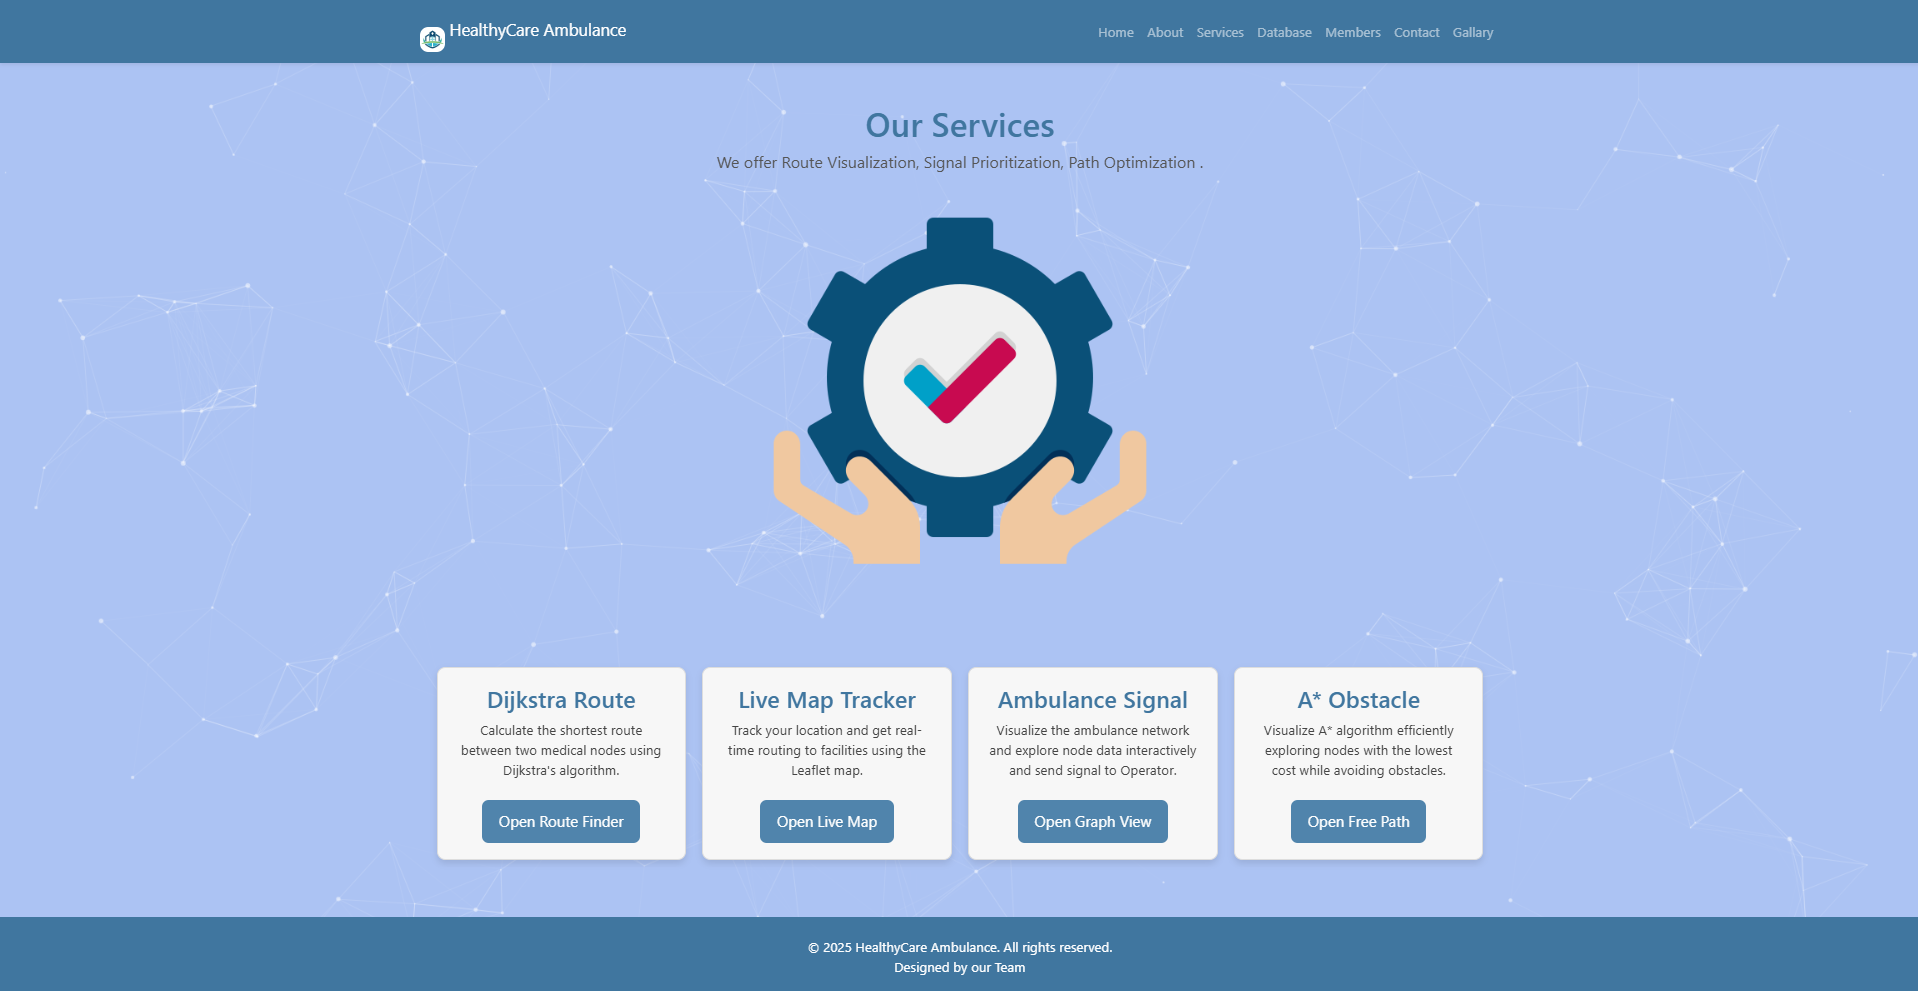 HealthyCare Ambulance
Home About Services Database Members Contact Gallary
Our Services
We offer Route Visualization, Signal Prioritization, Path Optimization .
Dijkstra Route
Calculate the shortest route
between two medical nodes using
Dijkstra's algorithm.
Open Route Finder
Live Map Tracker
Track your location and get real-
time routing to facilities using the
Leaflet map.
Open Live Map
Ambulance Signal
Visualize the ambulance network
and explore node data interactively
and send signal to Operator.
Open Graph View
A* Obstacle
Visualize A* algorithm efficiently
exploring nodes with the lowest
cost while avoiding obstacles.
Open Free Path
© 2025 HealthyCare Ambulance. All rights reserved.
Designed by our Team